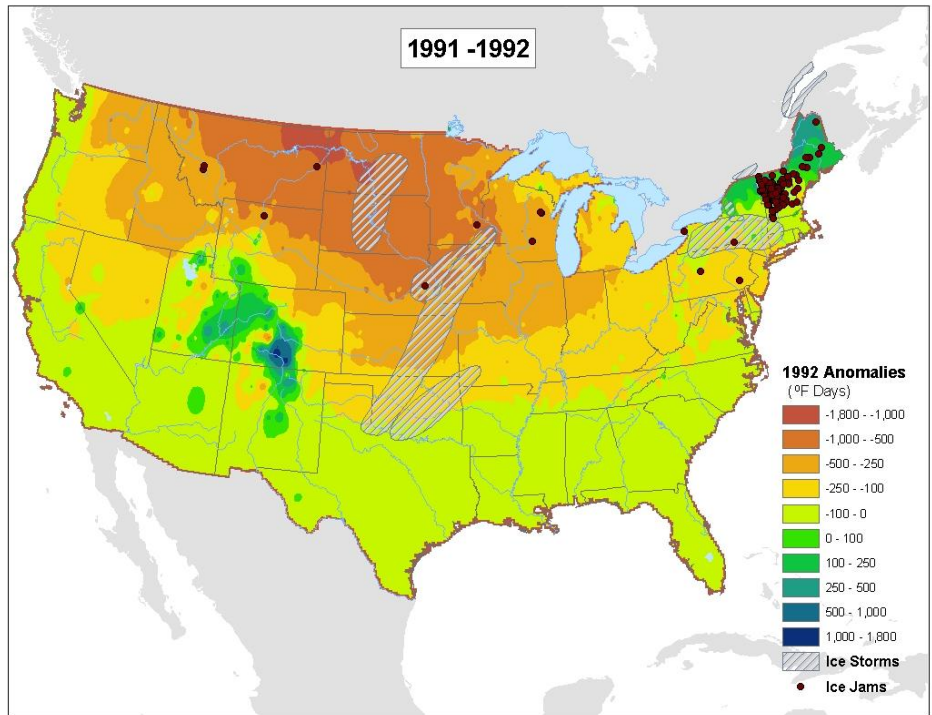 1991 -1992
1992 Anomalies
(ºF Days)
-1,800 - -1,000
-1,000 - -500
-500 - -250
-250 - -100
-100 - 0
0 - 100
100 - 250
250 - 500
500 - 1,000
1,000 - 1,800
Ice Storms
Ice Jams